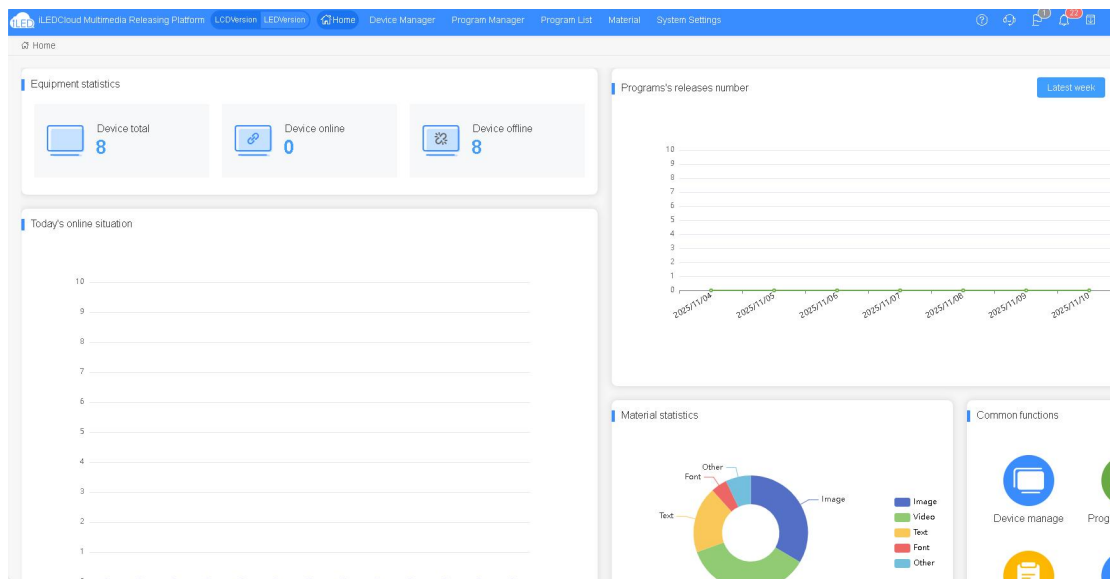 iLED iLEDCloud Multimedia Releasing Platform LCDVersion LEDVersion Home Device Manager Program Manager Program List Material System Settings 1 22
Home
Equipment statistics
Device total
8
Device online
0
Device offline
8
Programs's releases number
Latest week
10
9
8
7
6
5
4
3
2
1
0
2025/11/04 2025/11/05 2025/11/06 2025/11/07 2025/11/08 2025/11/09 2025/11/10
Today's online situation
10
9
8
7
6
5
4
3
2
1
Material statistics
Other
Font
Text
Image
Image
Video
Text
Font
Other
Common functions
Device manage
Prog